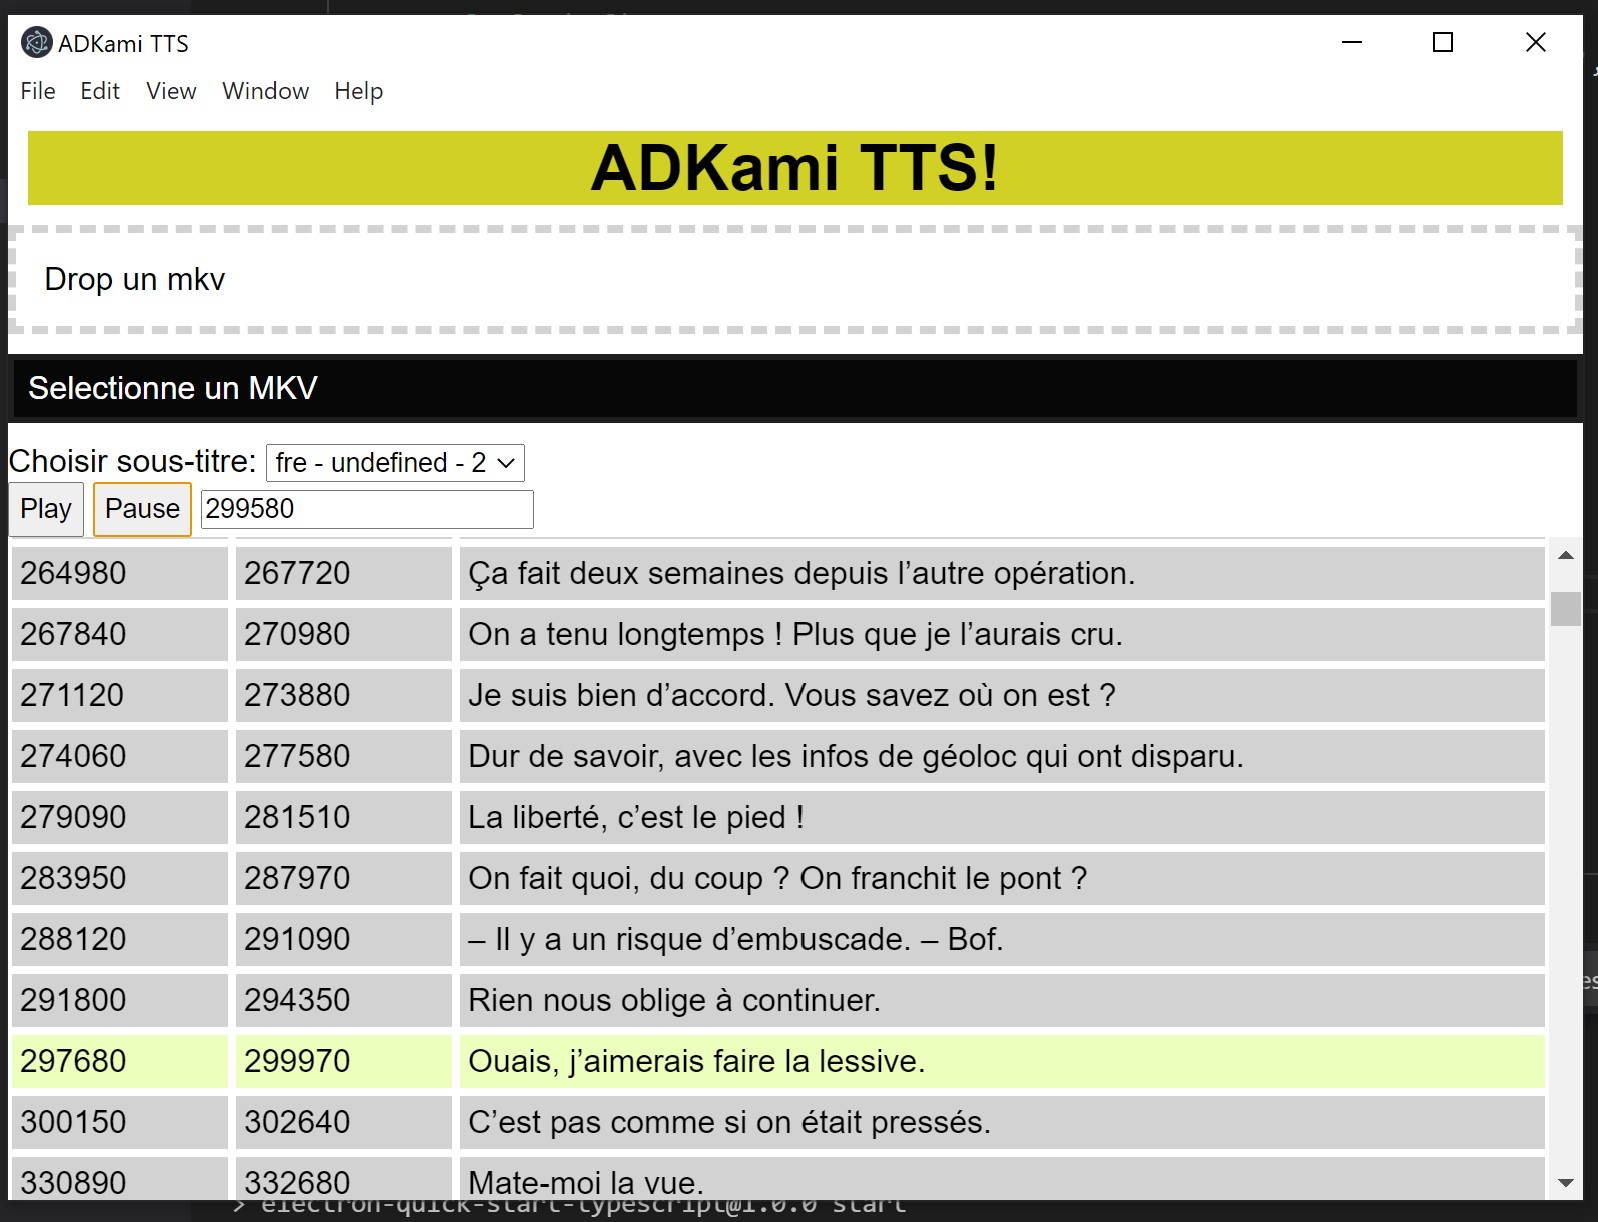 ADKami TTS
File Edit View Window Help
ADKami TTS!
Drop un mkv
Selectionne un MKV
Choisir sous-titre: fre - undefined - 2
Play Pause 299580
264980 267720 Ça fait deux semaines depuis l’autre opération.
267840 270980 On a tenu longtemps ! Plus que je l’aurais cru.
271120 273880 Je suis bien d’accord. Vous savez où on est ?
274060 277580 Dur de savoir, avec les infos de géoloc qui ont disparu.
279090 281510 La liberté, c’est le pied !
283950 287970 On fait quoi, du coup ? On franchit le pont ?
288120 291090 – Il y a un risque d’embuscade. – Bof.
291800 294350 Rien nous oblige à continuer.
297680 299970 Ouais, j’aimerais faire la lessive.
300150 302640 C’est pas comme si on était pressés.
330890 332680 Mate-moi la vue.
> electron-quick-start-typescript@1.0.0 start